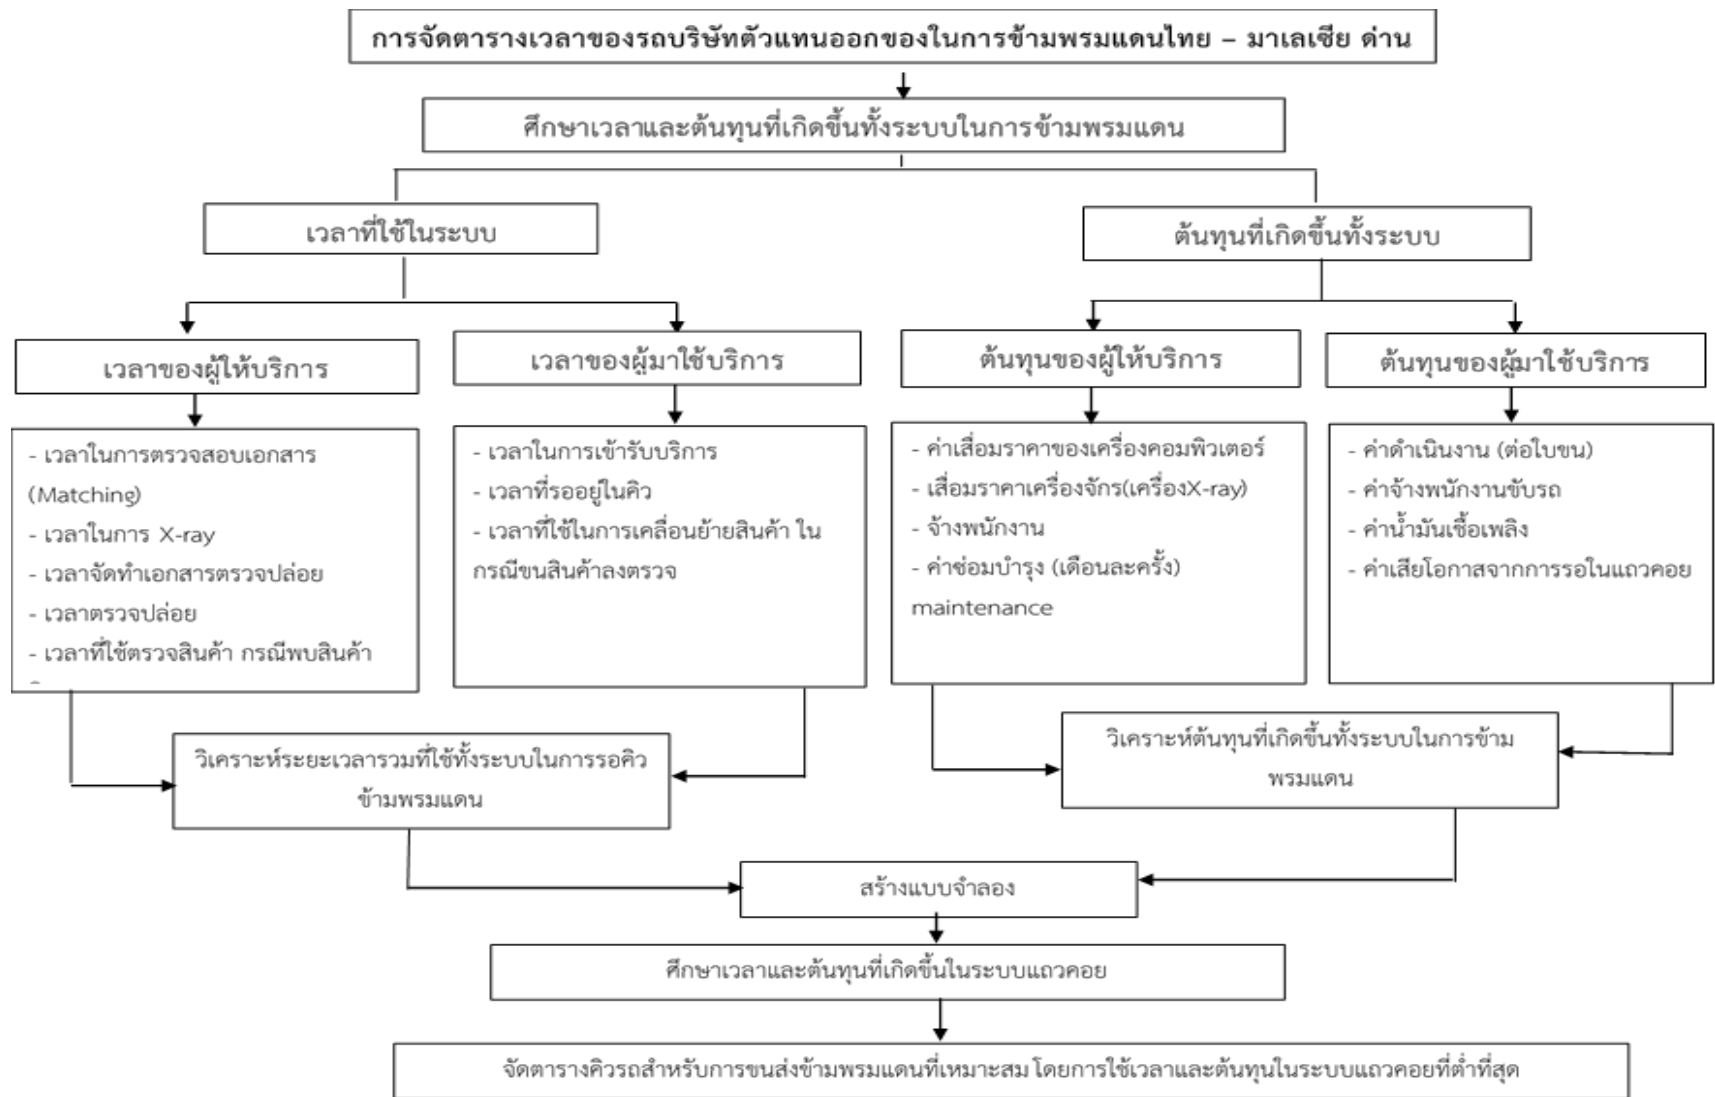 การจัดตารางเวลาของรถบริษัทตัวแทนออกของในการข้ามพรมแดนไทย – มาเลเซีย ด่าน
ศึกษาเวลาและต้นทุนที่เกิดขึ้นทั้งระบบในการข้ามพรมแดน
เวลาที่ใช้ในระบบ
ต้นทุนที่เกิดขึ้นทั้งระบบ
เวลาของผู้ให้บริการ
เวลาของผู้มาใช้บริการ
ต้นทุนของผู้ให้บริการ
ต้นทุนของผู้มาใช้บริการ
- เวลาในการตรวจสอบเอกสาร
(Matching)
- เวลาในการ X-ray
- เวลาจัดทำเอกสารตรวจปล่อย
- เวลาตรวจปล่อย
- เวลาที่ใช้ตรวจสินค้า กรณีพบสินค้า
- เวลาในการเข้ารับบริการ
- เวลาที่รออยู่ในคิว
- เวลาที่ใช้ในการเคลื่อนย้ายสินค้า ใน
กรณีขนสินค้าลงตรวจ
- ค่าเสื่อมราคาของเครื่องคอมพิวเตอร์
- เสื่อมราคาเครื่องจักร(เครื่องX-ray)
- จ้างพนักงาน
- ค่าซ่อมบำรุง (เดือนละครั้ง)
maintenance
- ค่าดำเนินงาน (ต่อใบขน)
- ค่าจ้างพนักงานขับรถ
- ค่าน้ำมันเชื้อเพลิง
- ค่าเสียโอกาสจากการรอในแถวคอย
วิเคราะห์ระยะเวลารวมที่ใช้ทั้งระบบในการรอคิว
ข้ามพรมแดน
วิเคราะห์ต้นทุนที่เกิดขึ้นทั้งระบบในการข้าม
พรมแดน
สร้างแบบจำลอง
ศึกษาเวลาและต้นทุนที่เกิดขึ้นในระบบแถวคอย
จัดตารางคิวรถสำหรับการขนส่งข้ามพรมแดนที่เหมาะสม โดยการใช้เวลาและต้นทุนในระบบแถวคอยที่ต่ำที่สุด